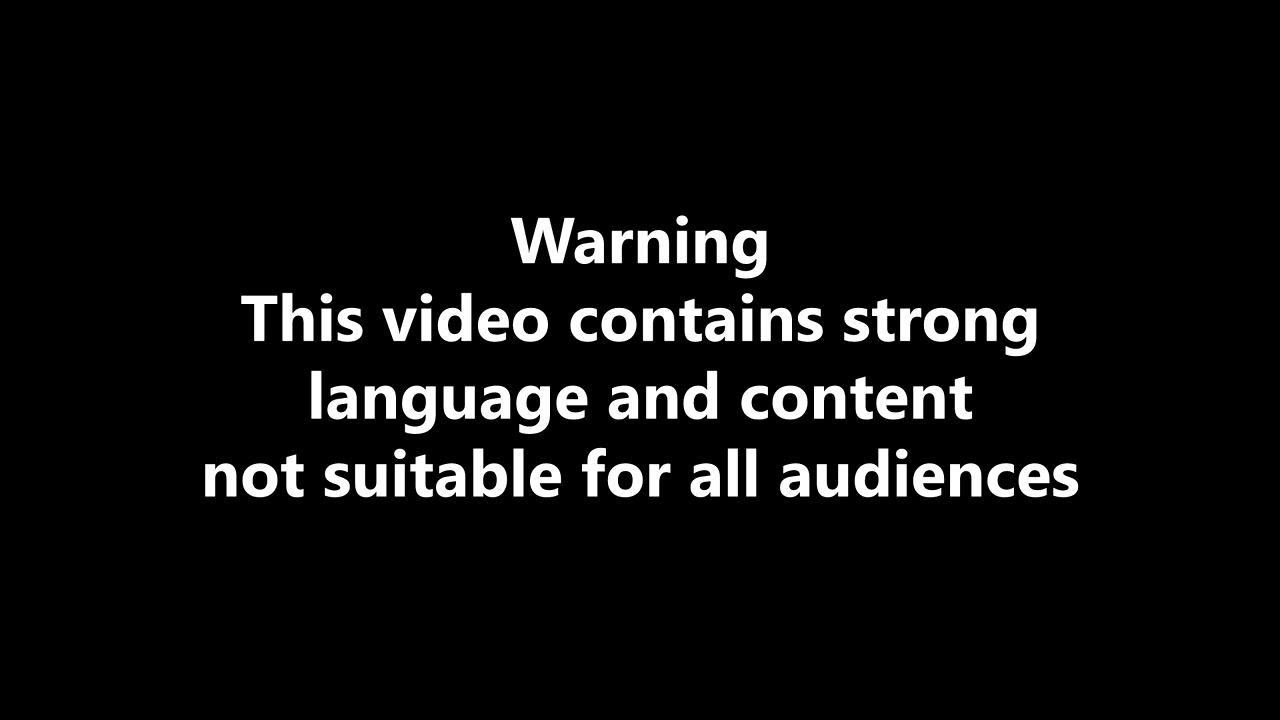 Warning
This video contains strong
language and content
not suitable for all audiences